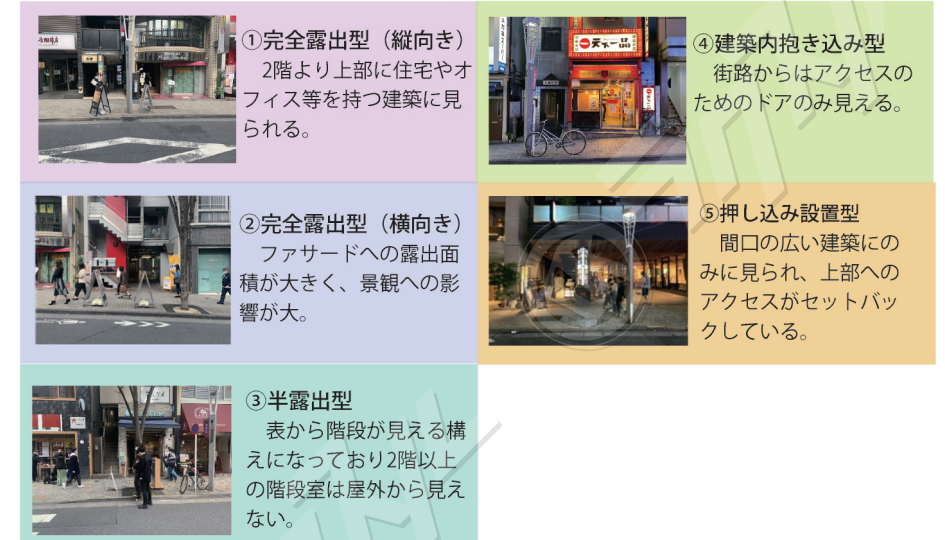 ①完全露出型（縦向き）
　2階より上部に住宅やオ
フィス等を持つ建築に見
られる。
②完全露出型（横向き）
　ファサードへの露出面
積が大きく、景観への影
響が大。
③半露出型
　表から階段が見える構
えになっており2階以上
の階段室は屋外から見え
ない。
④建築内抱き込み型
　街路からはアクセスの
ためのドアのみ見える。
天下一品
⑤押し込み設置型
　間口の広い建築にの
みに見られ、上部への
アクセスがセットバッ
クしている。